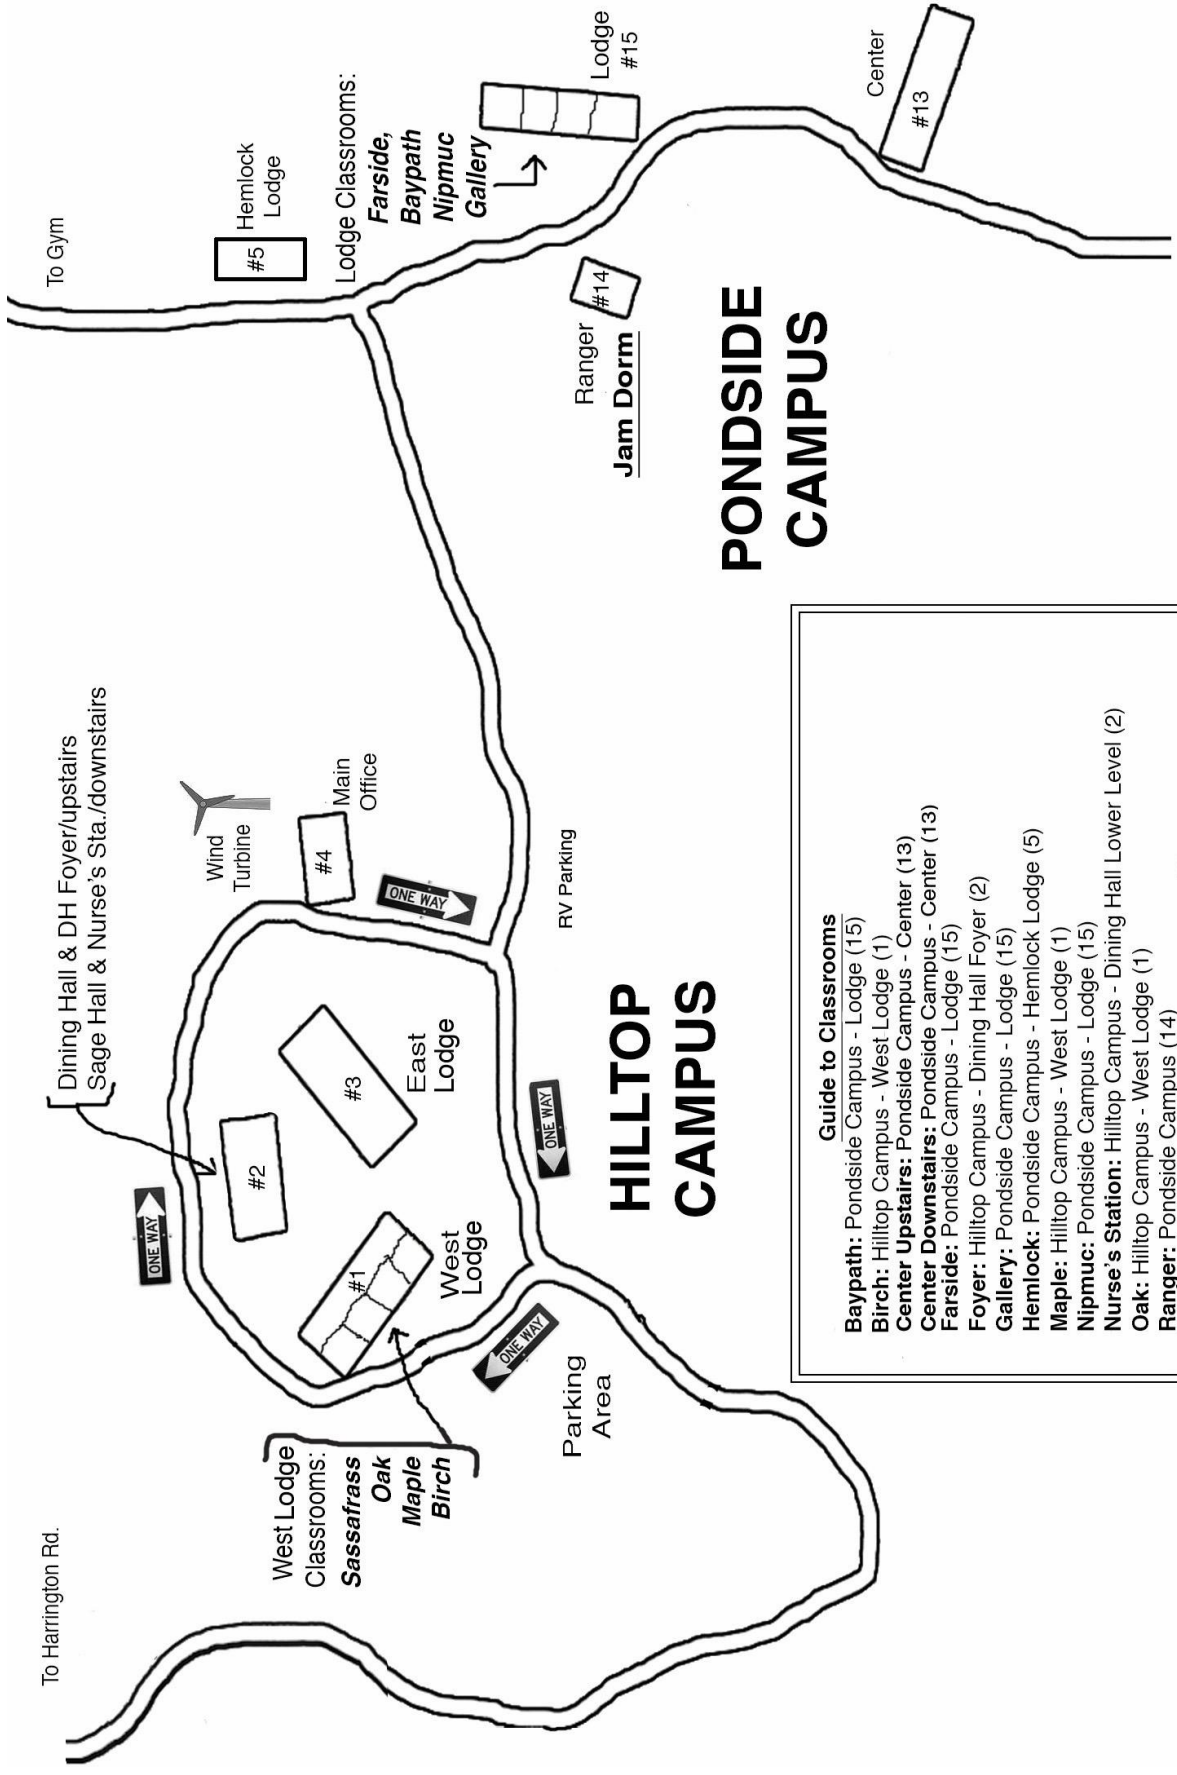 To Harrington Rd.
Dining Hall & DH Foyer/upstairs
Sage Hall & Nurse's Sta./downstairs
To Gym
ONE WAY
#2
Wind
Turbine
#5
Hemlock
Lodge
West Lodge
Classrooms:
Sassafrass
Oak
Maple
Birch
#1
West
Lodge
#3
East
Lodge
#4
Main
Office
ONE WAY
Lodge Classrooms:
Farside,
Baypath
Nipmuc
Gallery
Lodge
#15
ONE WAY
ONE WAY
Parking
Area
RV Parking
Ranger
Jam Dorm
#14
HILLTOP
CAMPUS
PONDSIDE
CAMPUS
Center
#13
Guide to Classrooms
Baypath: Pondside Campus - Lodge (15)
Birch: Hilltop Campus - West Lodge (1)
Center Upstairs: Pondside Campus - Center (13)
Center Downstairs: Pondside Campus - Center (13)
Farside: Pondside Campus - Lodge (15)
Foyer: Hilltop Campus - Dining Hall Foyer (2)
Gallery: Pondside Campus - Lodge (15)
Hemlock: Pondside Campus - Hemlock Lodge (5)
Maple: Hilltop Campus - West Lodge (1)
Nipmuc: Pondside Campus - Lodge (15)
Nurse's Station: Hilltop Campus - Dining Hall Lower Level (2)
Oak: Hilltop Campus - West Lodge (1)
Ranger: Pondside Campus (14)